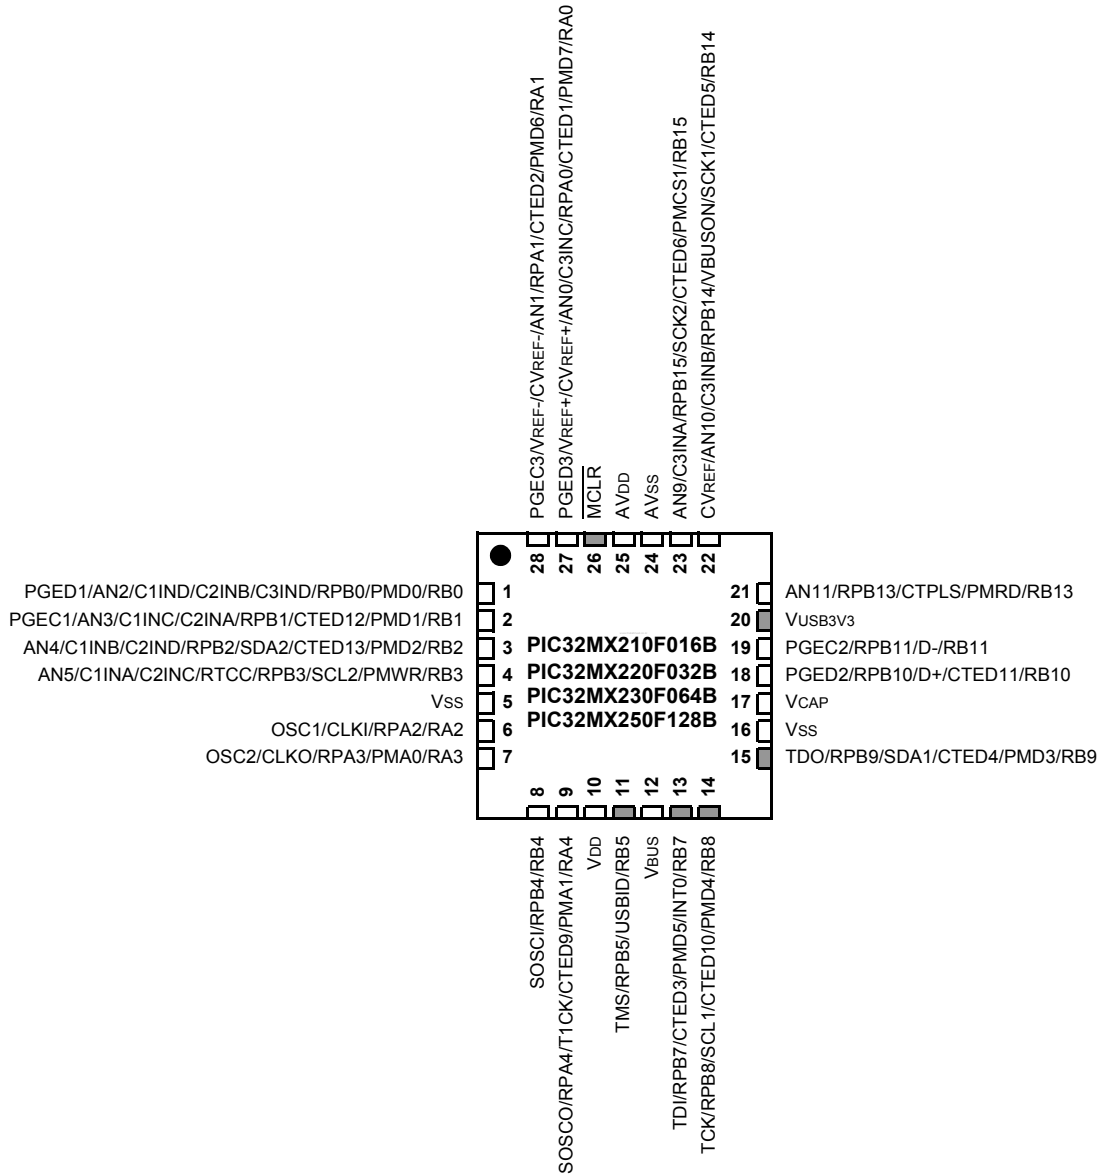 PGEC3/VREF-/CVREF-/AN1/RPA1/CTED2/PMD6/RA1
PGED3/VREF+/CVREF+/AN0/C3INC/RPA0/CTED1/PMD7/RA0
MCLR
AVDD
AVSS
AN9/C3INA/RPB15/SCK2/CTED6/PMCS1/RB15
CVREF/AN10/C3INB/RPB14/VBUSON/SCK1/CTED5/RB14
28
27
26
25
24
23
22
PGED1/AN2/C1IND/C2INB/C3IND/RPB0/PMD0/RB0 1
PGEC1/AN3/C1INC/C2INA/RPB1/CTED12/PMD1/RB1 2
AN4/C1INB/C2IND/RPB2/SDA2/CTED13/PMD2/RB2 3
AN5/C1INA/C2INC/RTCC/RPB3/SCL2/PMWR/RB3 4
VSS 5
OSC1/CLKI/RPA2/RA2 6
OSC2/CLKO/RPA3/PMA0/RA3 7
PIC32MX210F016B
PIC32MX220F032B
PIC32MX230F064B
PIC32MX250F128B
21 AN11/RPB13/CTPLS/PMRD/RB13
20 VUSB3V3
19 PGEC2/RPB11/D-/RB11
18 PGED2/RPB10/D+/CTED11/RB10
17 VCAP
16 VSS
15 TDO/RPB9/SDA1/CTED4/PMD3/RB9
8
9
10
11
12
13
14
SOSCI/RPB4/RB4
SOSCO/RPA4/T1CK/CTED9/PMA1/RA4
VDD
TMS/RPB5/USBID/RB5
VBUS
TDI/RPB7/CTED3/PMD5/INT0/RB7
TCK/RPB8/SCL1/CTED10/PMD4/RB8